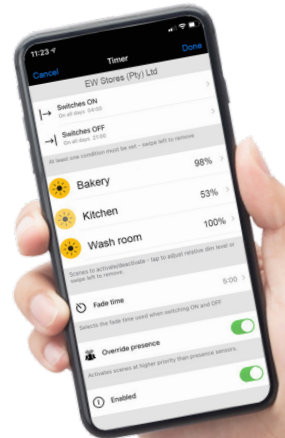 11:23
Cancel Timer Done
EW Stores (Pty) Ltd
Switches ON
On all days 04:00
Switches OFF
On all days 21:30
At least one condition must be set - swipe left to remove
Bakery 98%
Kitchen 53%
Wash room 100%
Scenes to activate/deactivate - tap to adjust relative dim level or
swipe left to remove.
Fade time 5:00
Selects the fade time used when switching ON and OFF
Override presence
Activates scenes at higher priority than presence sensors.
Enabled